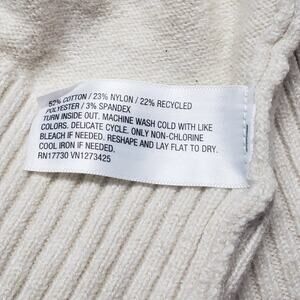 52% COTTON / 23% NYLON / 22% RECYCLED
POLYESTER / 3% SPANDEX
TURN INSIDE OUT. MACHINE WASH COLD WITH LIKE
COLORS. DELICATE CYCLE. ONLY NON-CHLORINE
BLEACH IF NEEDED. RESHAPE AND LAY FLAT TO DRY.
COOL IRON IF NEEDED.
RN17730 VN1273425